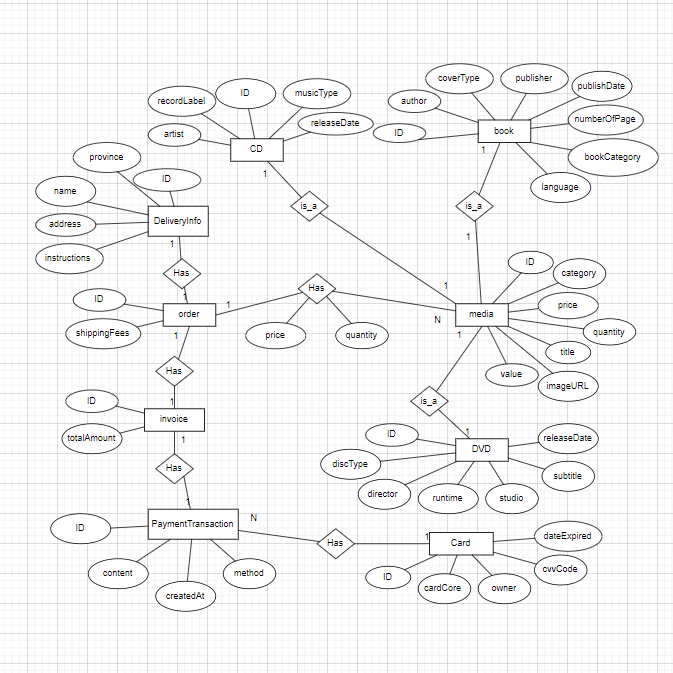 coverType
publisher
publishDate
author
numberOfPage
ID
book
bookCategory
language
1
ID
musicType
recordLabel
releaseDate
artist
CD
1
is_a
is_a
1
1
province
ID
name
DeliveryInfo
address
instructions
1
Has
1
ID
order
shippingFees
1
1
Has
price
quantity
N
media
ID
category
price
quantity
title
imageURL
value
1
is_a
1
Has
1
ID
invoice
totalAmount
1
Has
1
ID
DVD
releaseDate
discType
subtitle
director
runtime
studio
PaymentTransaction
N
ID
content
createdAt
method
Has
1
Card
dateExpired
cvvCode
ID
cardCore
owner